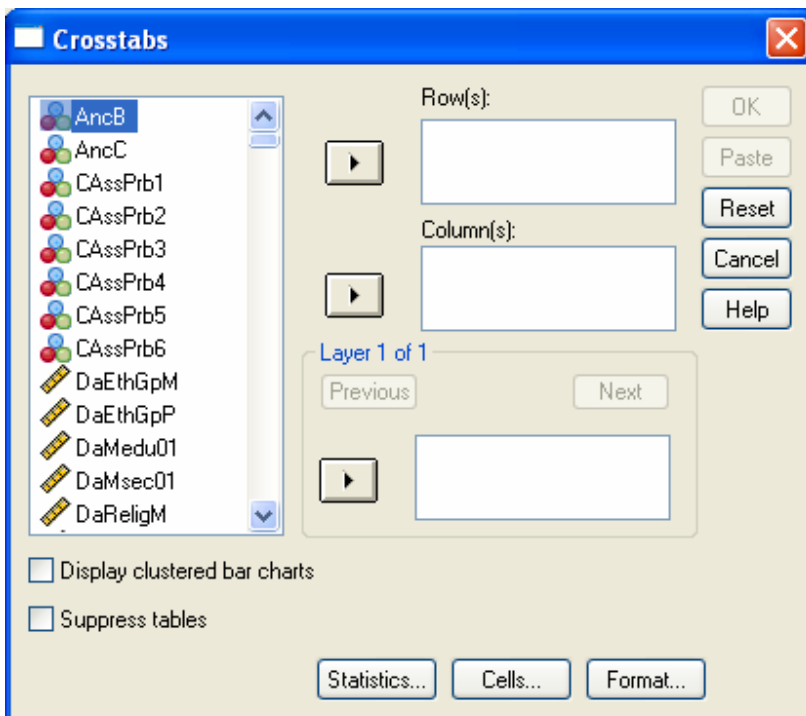 Crosstabs
AncB
AncC
CAssPrb1
CAssPrb2
CAssPrb3
CAssPrb4
CAssPrb5
CAssPrb6
DaEthGpM
DaEthGpP
DaMedu01
DaMsec01
DaReligM
Row(s):
Column(s):
Layer 1 of 1
Previous
Next
OK
Paste
Reset
Cancel
Help
Display clustered bar charts
Suppress tables
Statistics...
Cells...
Format...